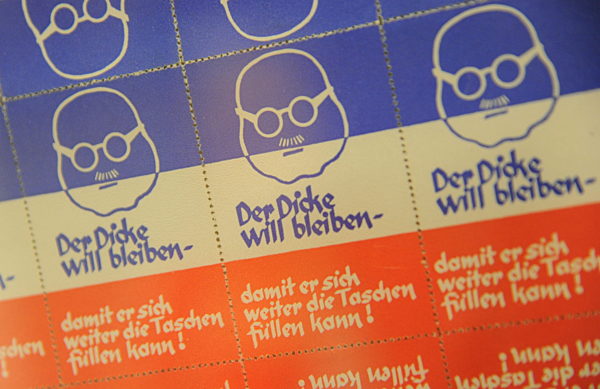 Der Dicke
will bleiben-
damit er sich
weiter die Taschen
füllen kann!
Der Dicke
will bleiben-
damit er sich
weiter die Taschen
füllen kann!
Der Dicke
will bleiben-
damit er sich
weiter die Tasch
füllen kann!